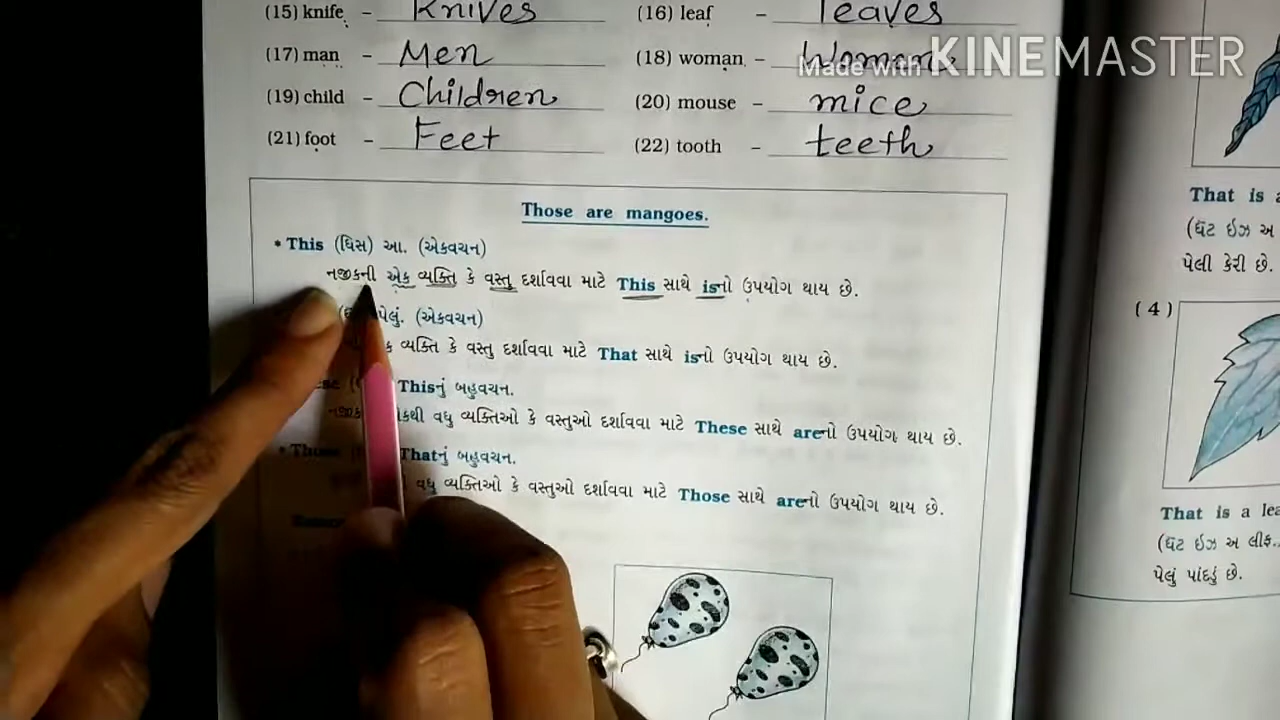 (15) knife - Knives (16) leaf - leaves
(17) man - Men (18) woman - Women
Made with KINEMASTER
(19) child - Children (20) mouse - mice
(21) foot - Feet (22) tooth - teeth
Those are mangoes.
* This (ધિસ) આ. (એકવચન)
નજીકની એક વ્યક્તિ કે વસ્તુ દર્શાવવા માટે This સાથે isનો ઉપયોગ થાય છે.
પેલું. (એકવચન)
વ્યક્તિ કે વસ્તુ દર્શાવવા માટે That સાથે isનો ઉપયોગ થાય છે.
Thisનું બહુવચન.
વધુ વ્યક્તિઓ કે વસ્તુઓ દર્શાવવા માટે These સાથે areનો ઉપયોગ થાય છે.
* Those Thatનું બહુવચન.
વધુ વ્યક્તિઓ કે વસ્તુઓ દર્શાવવા માટે Those સાથે areનો ઉપયોગ થાય છે.
That is a
(ધૅટ ઇઝ અ
પેલી કેરી છે.
(4)
That is a lea
(ધૅટ ઇઝ અ લીફ..
પેલું પાંદડું છે.